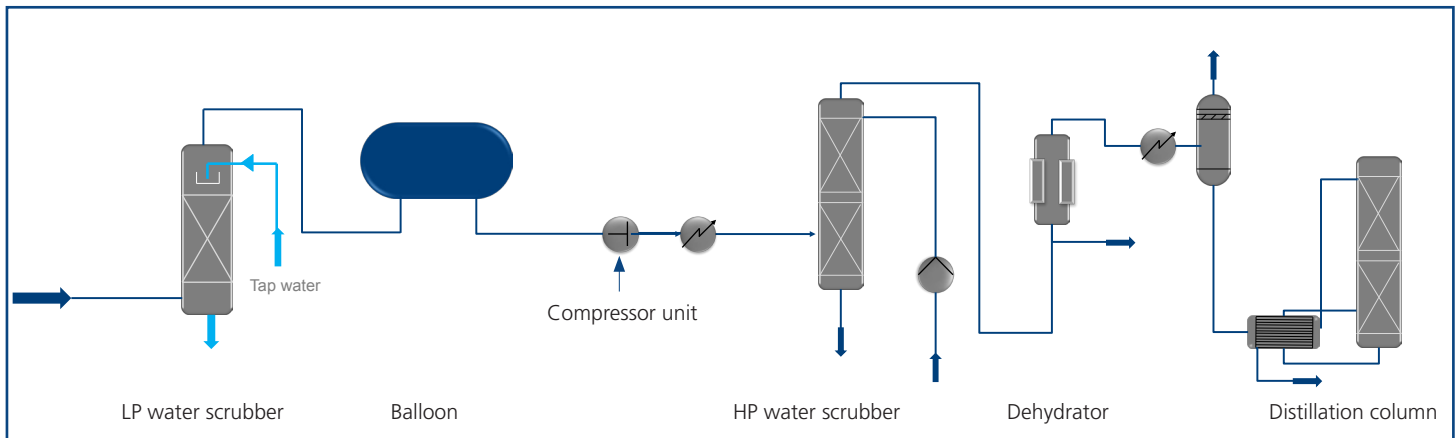 Tap water
Compressor unit
LP water scrubber
Balloon
HP water scrubber
Dehydrator
Distillation column